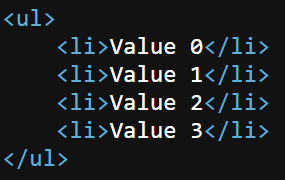 <ul>
    <li>Value 0</li>
    <li>Value 1</li>
    <li>Value 2</li>
    <li>Value 3</li>
</ul>